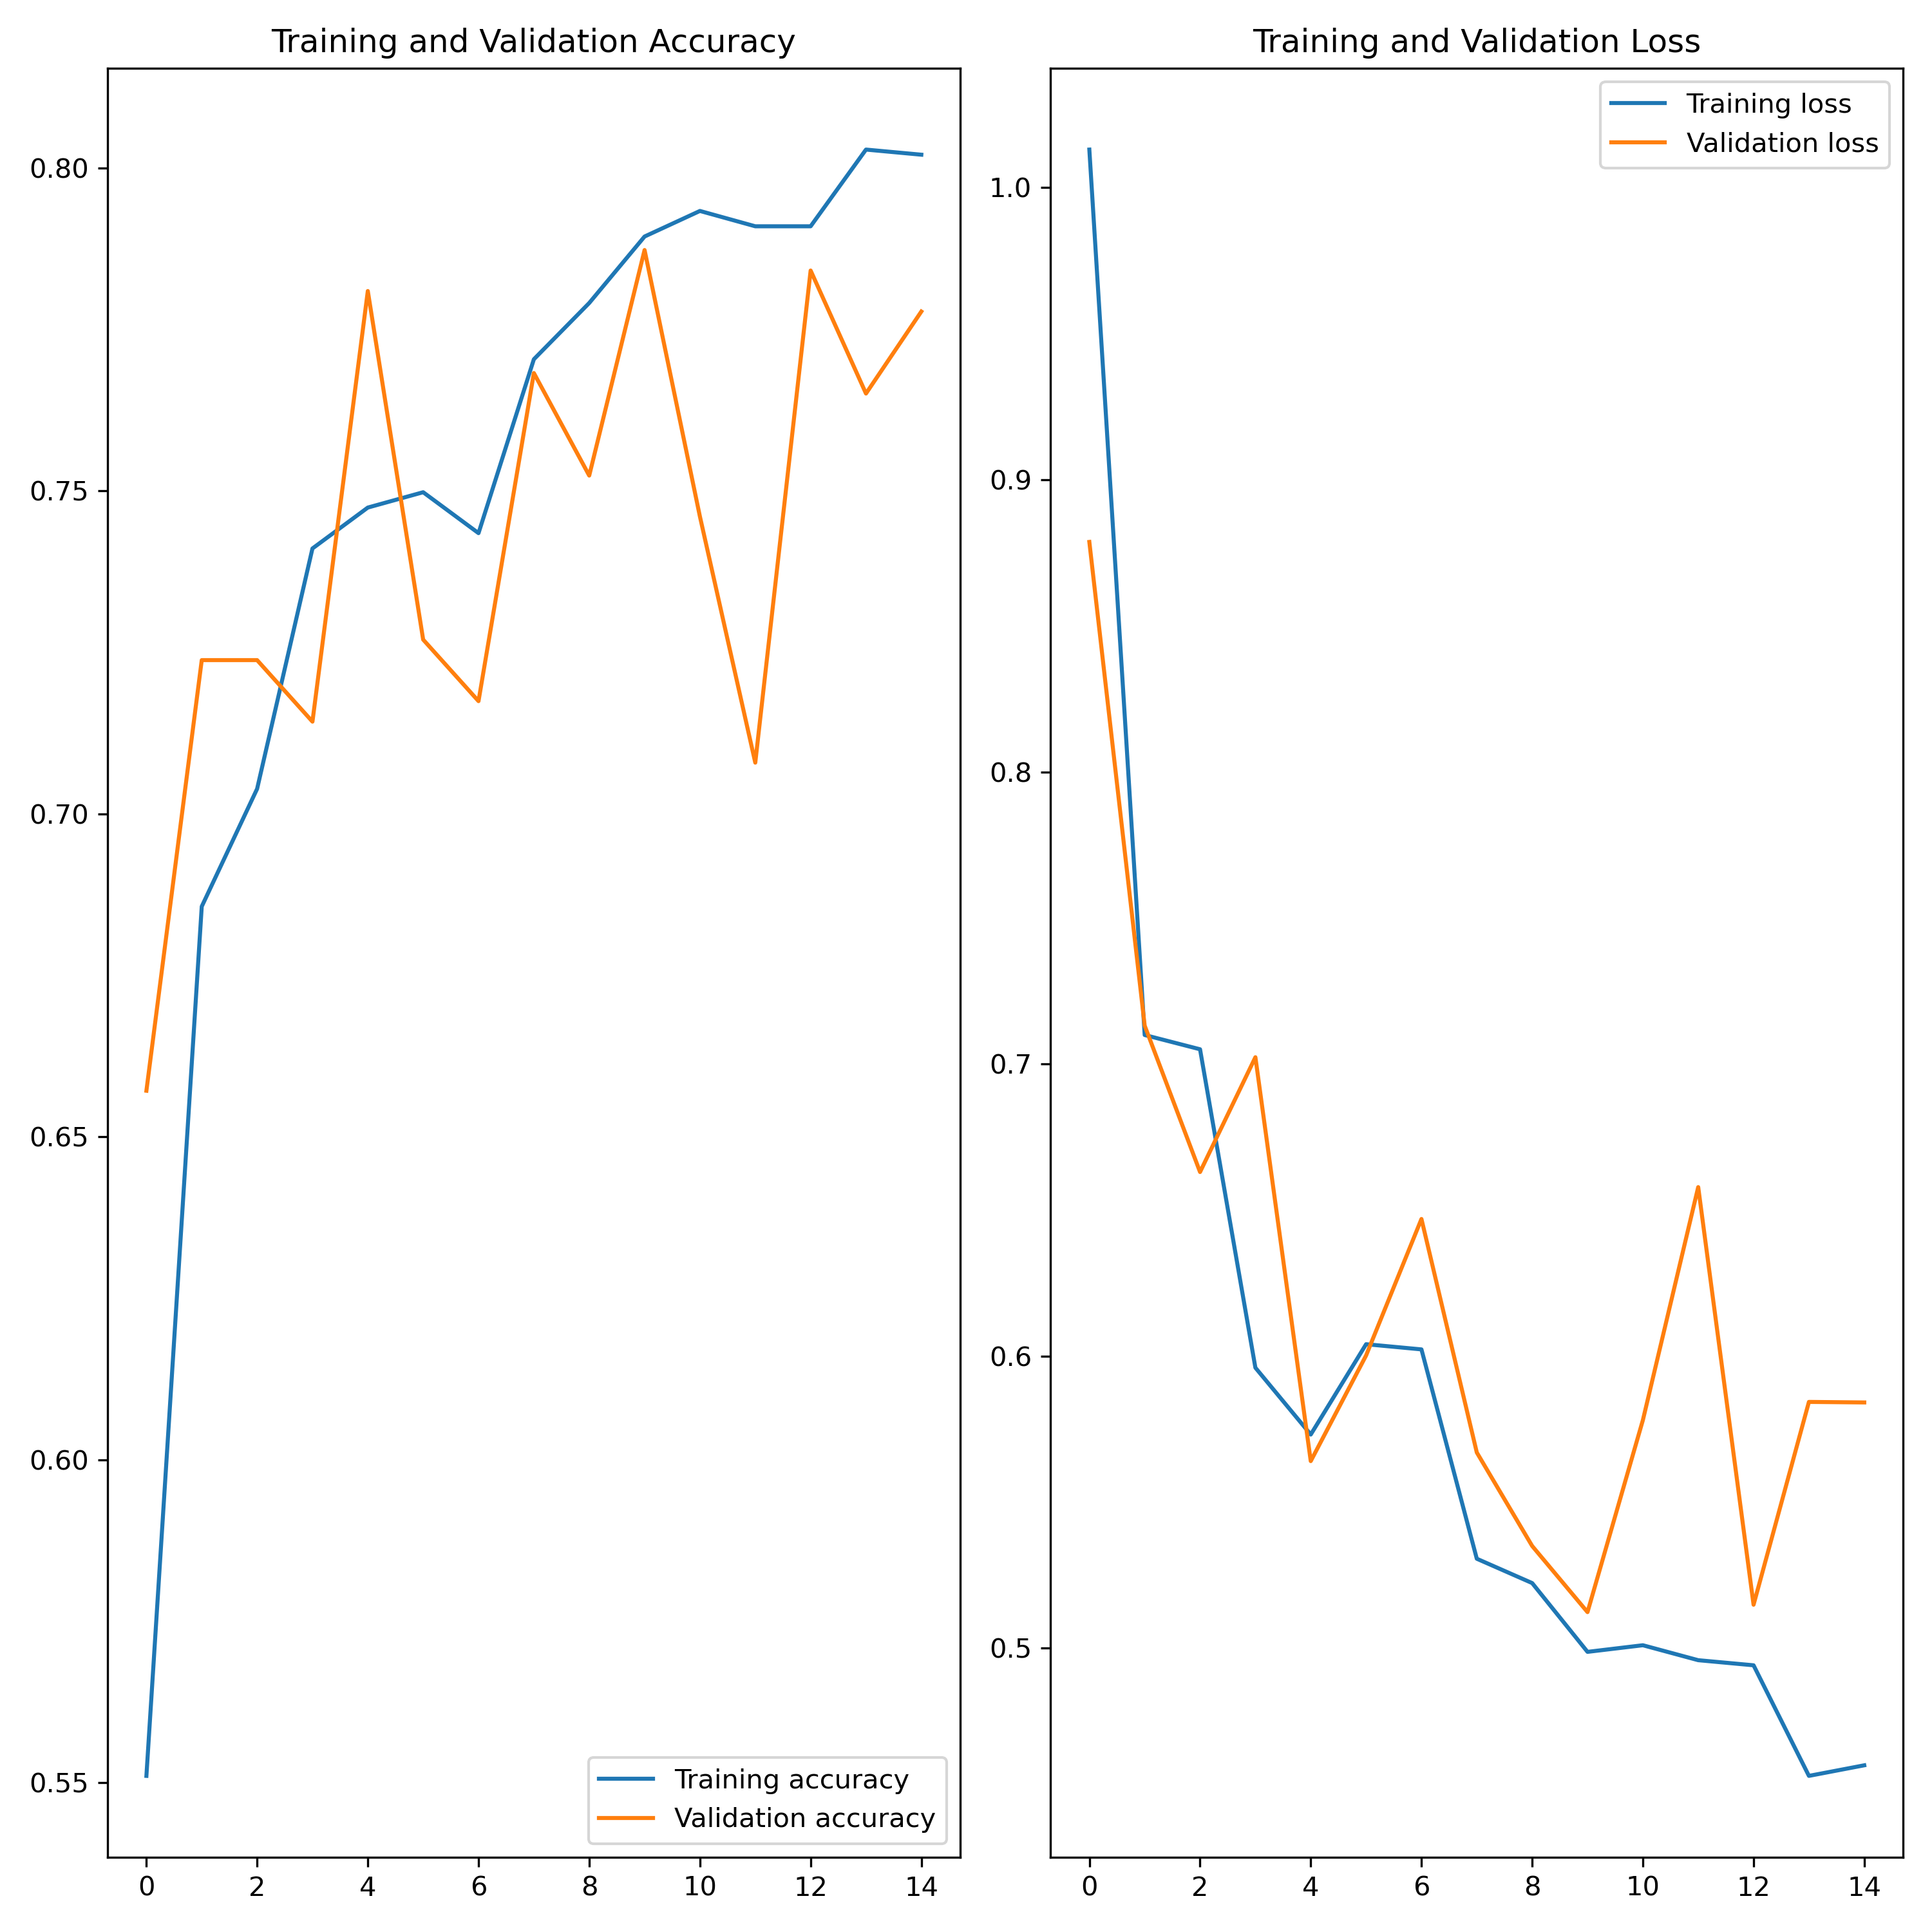 Training and Validation Accuracy
0.80
0.75
0.70
0.65
0.60
0.55
0 2 4 6 8 10 12 14
Training accuracy
Validation accuracy
Training and Validation Loss
Training loss
Validation loss
1.0
0.9
0.8
0.7
0.6
0.5
0 2 4 6 8 10 12 14